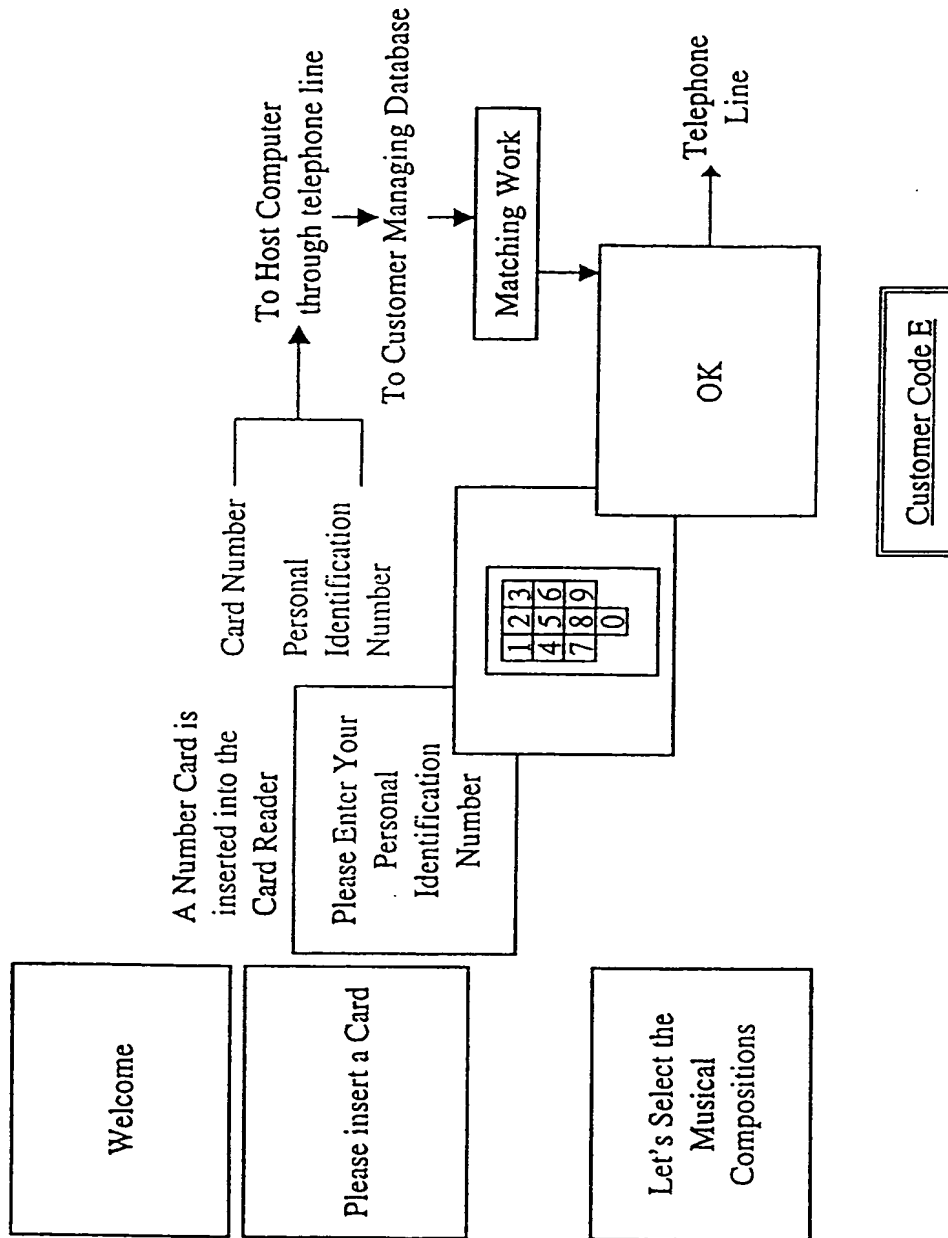 Welcome
Please insert a Card
Let's Select the
Musical
Compositions
A Number Card is
inserted into the
Card Reader
Please Enter Your
Personal
Identification
Number
Card Number
Personal
Identification
Number
1 2 3
4 5 6
7 8 9
0
To Host Computer
through telephone line
To Customer Managing Database
Matching Work
OK
Telephone
Line
Customer Code E